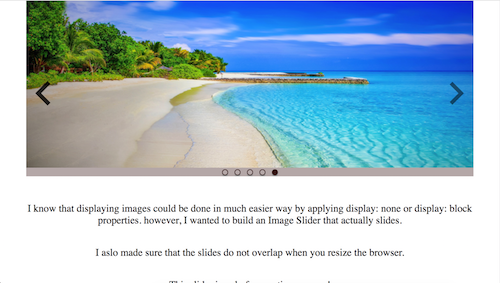 I know that displaying images could be done in much easier way by applying display: none or display: block
properties. however, I wanted to build an Image Slider that actually slides.
I aslo made sure that the slides do not overlap when you resize the browser.